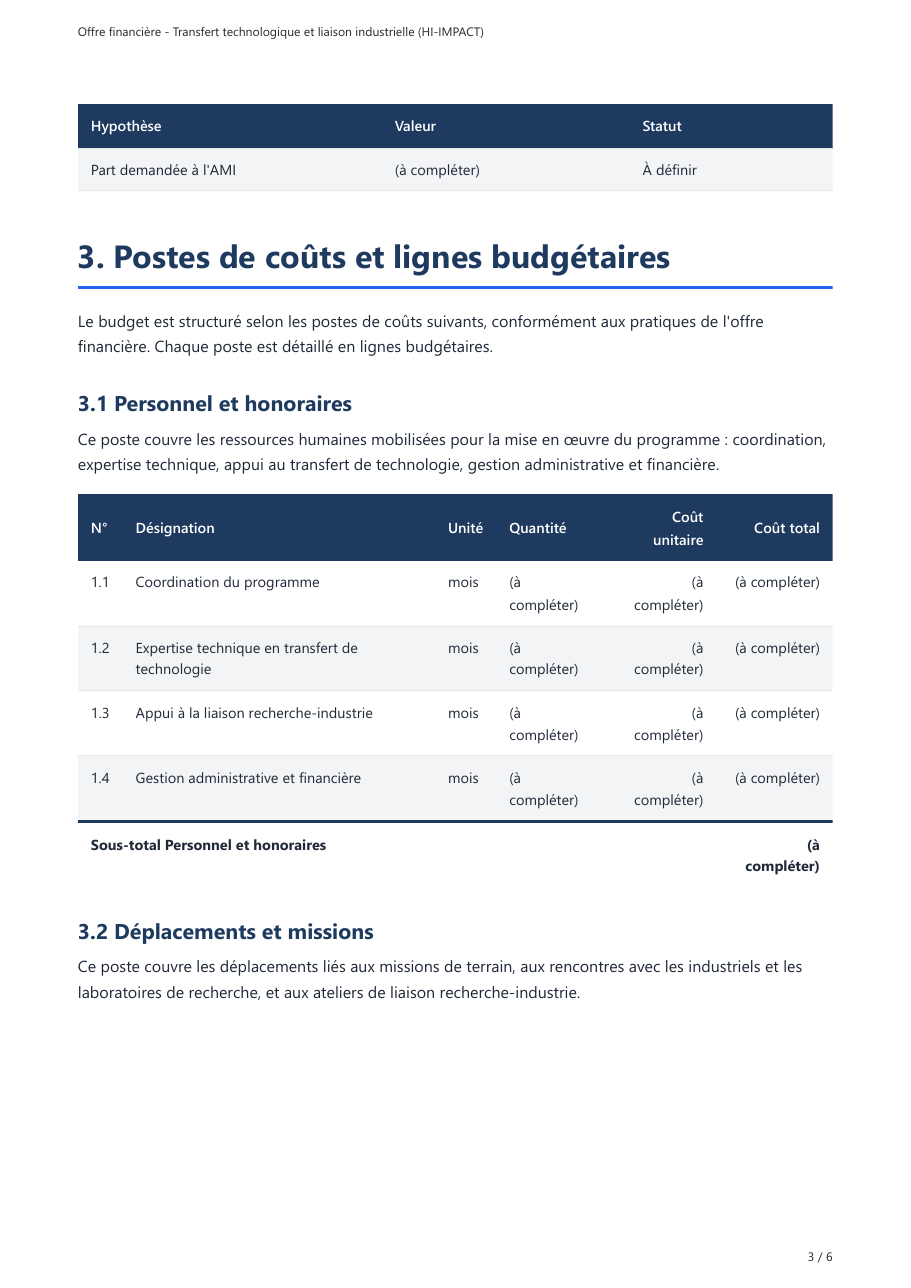 Offre financière - Transfert technologique et liaison industrielle (HI-IMPACT)
Hypothèse Valeur Statut
Part demandée à l'AMI (à compléter) À définir
3. Postes de coûts et lignes budgétaires
Le budget est structuré selon les postes de coûts suivants, conformément aux pratiques de l'offre
financière. Chaque poste est détaillé en lignes budgétaires.
3.1 Personnel et honoraires
Ce poste couvre les ressources humaines mobilisées pour la mise en œuvre du programme : coordination,
expertise technique, appui au transfert de technologie, gestion administrative et financière.
N° Désignation Unité Quantité Coût unitaire Coût total
1.1 Coordination du programme mois (à compléter) (à compléter) (à compléter)
1.2 Expertise technique en transfert de technologie mois (à compléter) (à compléter) (à compléter)
1.3 Appui à la liaison recherche-industrie mois (à compléter) (à compléter) (à compléter)
1.4 Gestion administrative et financière mois (à compléter) (à compléter) (à compléter)
Sous-total Personnel et honoraires (à compléter)
3.2 Déplacements et missions
Ce poste couvre les déplacements liés aux missions de terrain, aux rencontres avec les industriels et les
laboratoires de recherche, et aux ateliers de liaison recherche-industrie.
3 / 6